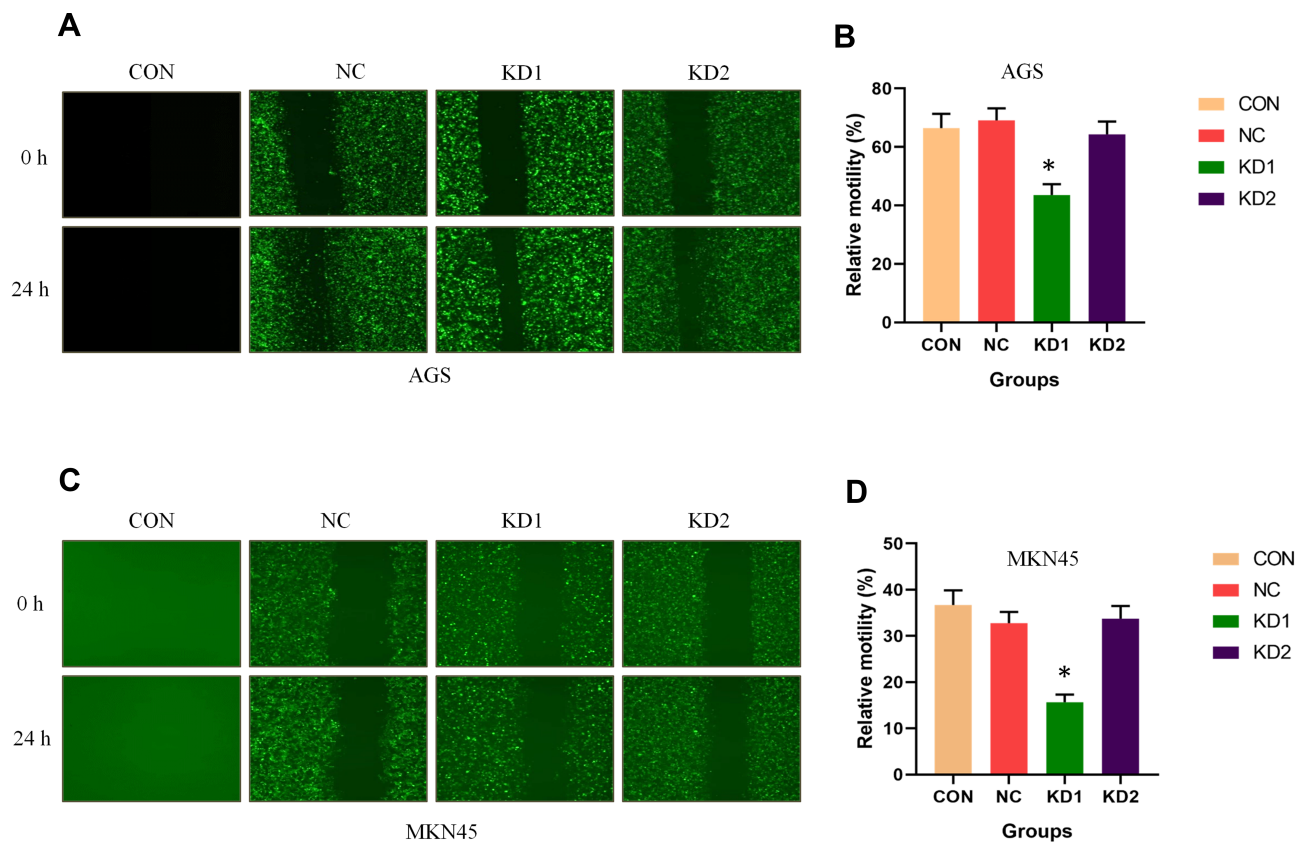 A
CON NC KD1 KD2
0 h
24 h
AGS
B
AGS
Relative motility (%)
80
60
40
20
0
*
CON NC KD1 KD2
Groups
CON
NC
KD1
KD2
C
CON NC KD1 KD2
0 h
24 h
MKN45
D
MKN45
Relative motility (%)
50
40
30
20
10
0
*
CON NC KD1 KD2
Groups
CON
NC
KD1
KD2